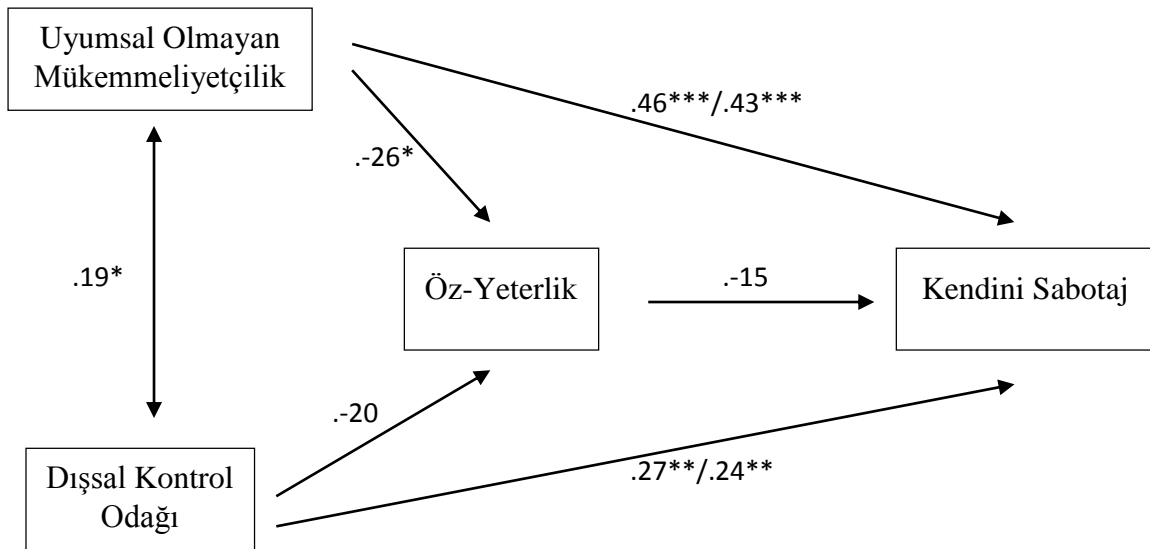 Uyumsal Olmayan
Mükemmeliyetçilik
.46***/.43***
.-26*
.19*
Öz-Yeterlik
.-15
Kendini Sabotaj
.-20
Dışsal Kontrol
Odağı
.27**/.24**